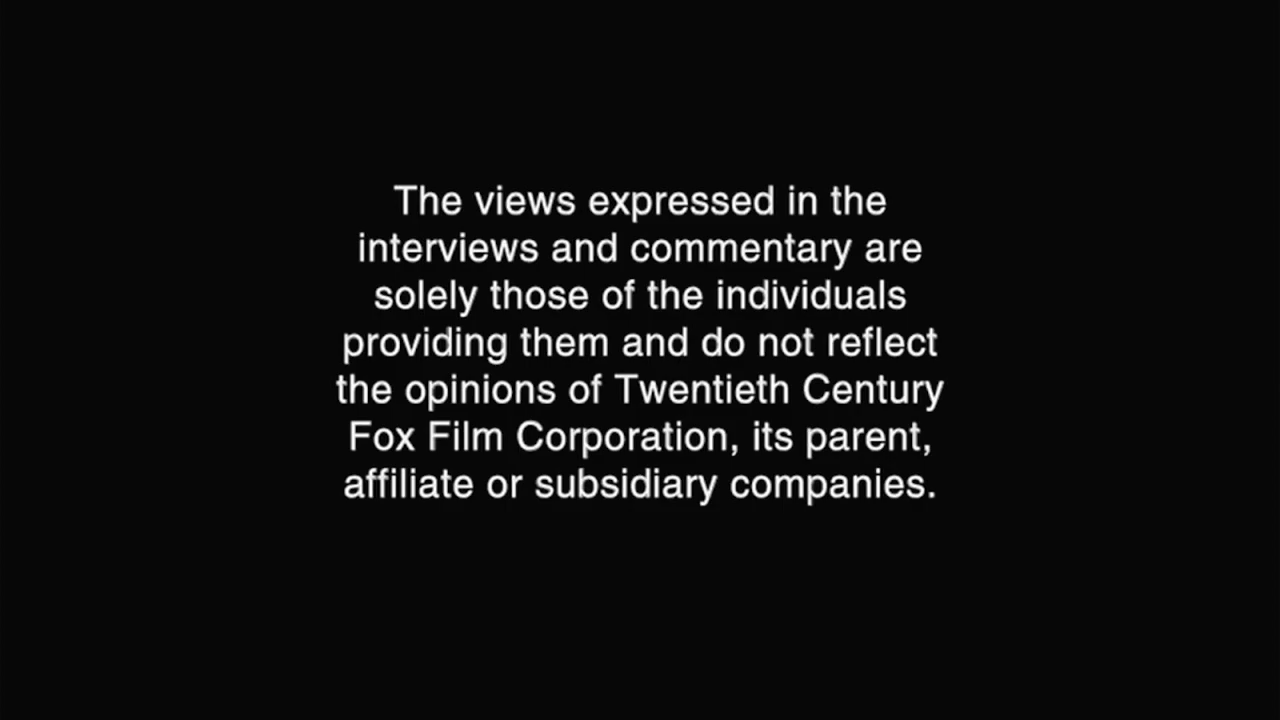 The views expressed in the
interviews and commentary are
solely those of the individuals
providing them and do not reflect
the opinions of Twentieth Century
Fox Film Corporation, its parent,
affiliate or subsidiary companies.